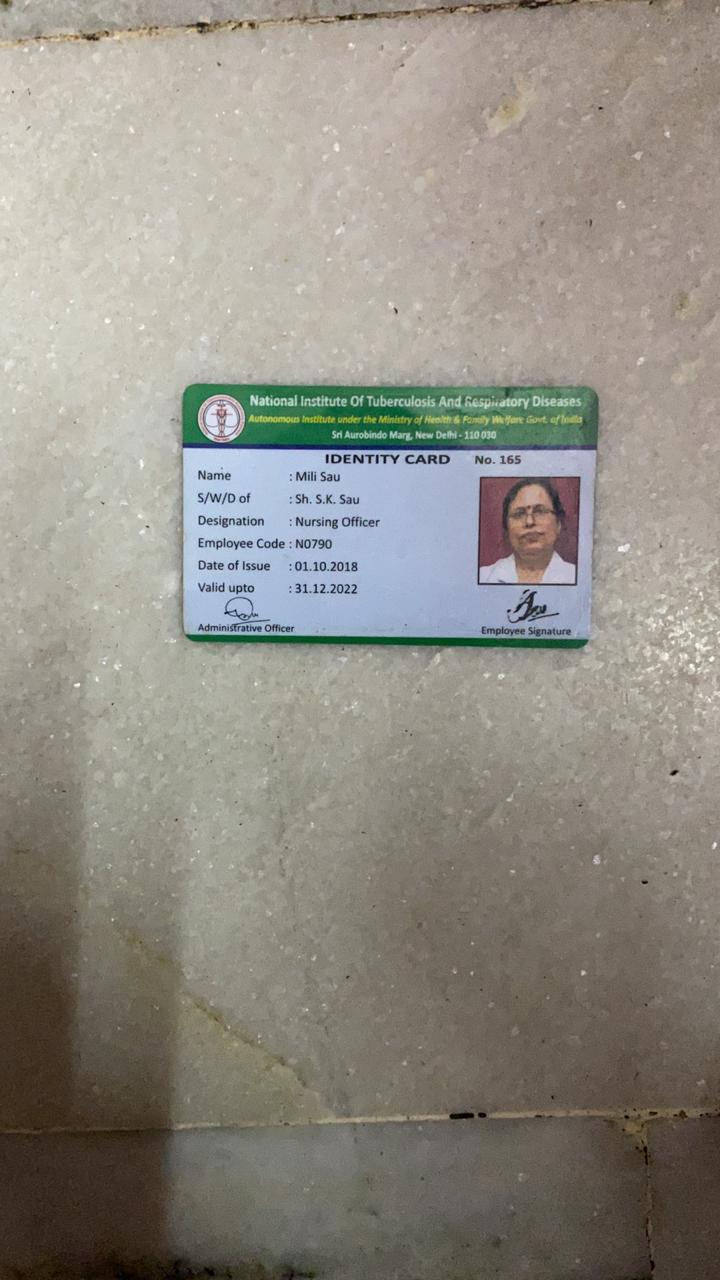 National Institute Of Tuberculosis And Respiratory Diseases
Autonomous Institute under the Ministry of Health & Family Welfare Govt. of India
Sri Aurobindo Marg, New Delhi - 110 030
IDENTITY CARD No. 165
Name : Mili Sau
S/W/D of : Sh. S.K. Sau
Designation : Nursing Officer
Employee Code : N0790
Date of Issue : 01.10.2018
Valid upto : 31.12.2022
Administrative Officer Employee Signature